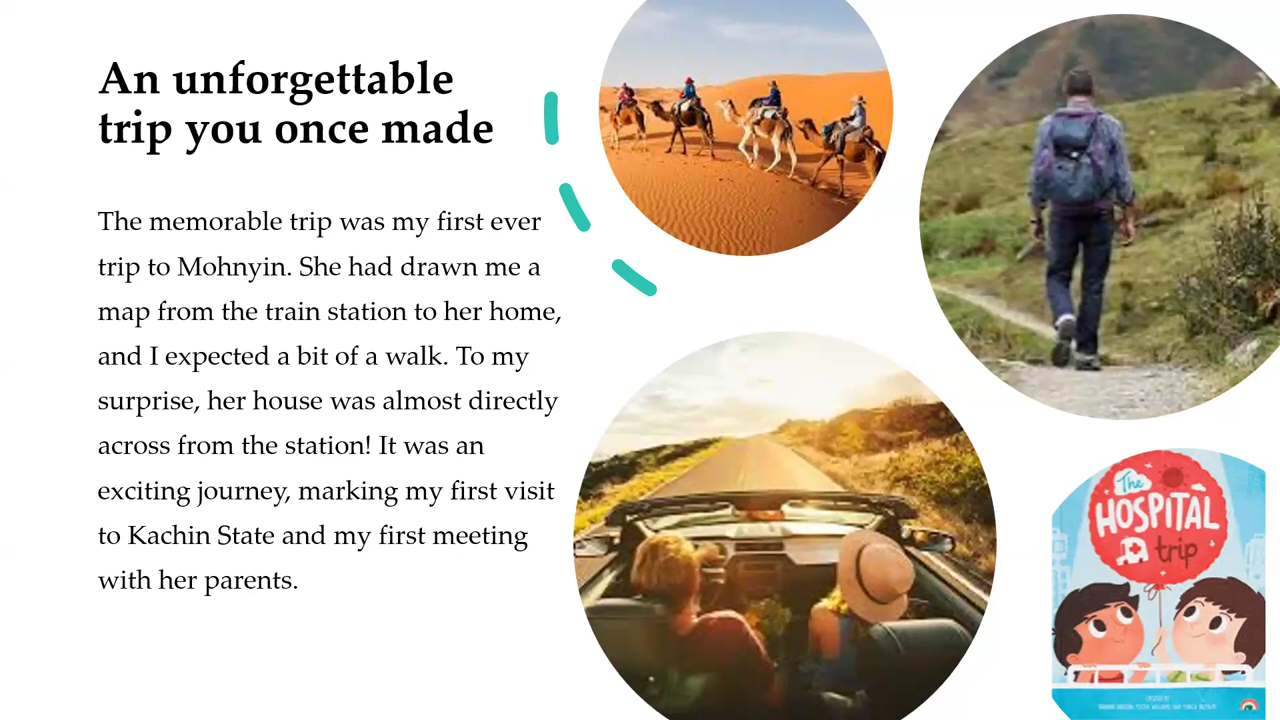 An unforgettable
trip you once made
The memorable trip was my first ever
trip to Mohnyin. She had drawn me a
map from the train station to her home,
and I expected a bit of a walk. To my
surprise, her house was almost directly
across from the station! It was an
exciting journey, marking my first visit
to Kachin State and my first meeting
with her parents.
The
HOSPITAL
trip